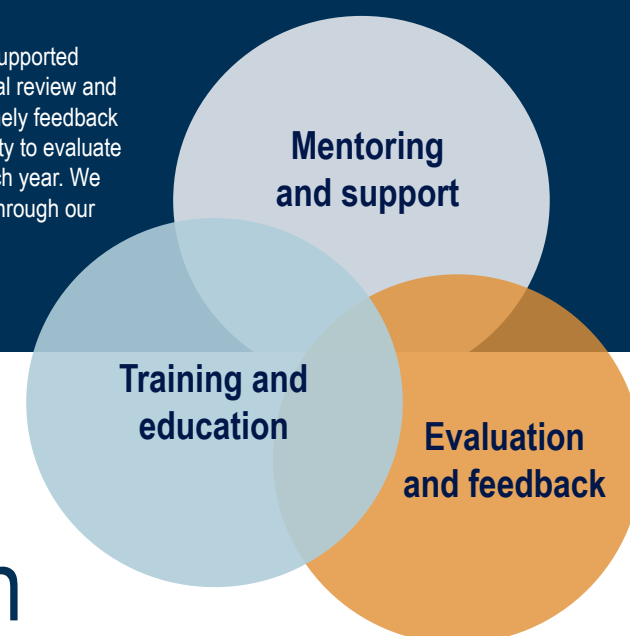 upported
al review and
ely feedback
ty to evaluate
ch year. We
hrough our
Mentoring
and support
Training and
education
Evaluation
and feedback
n